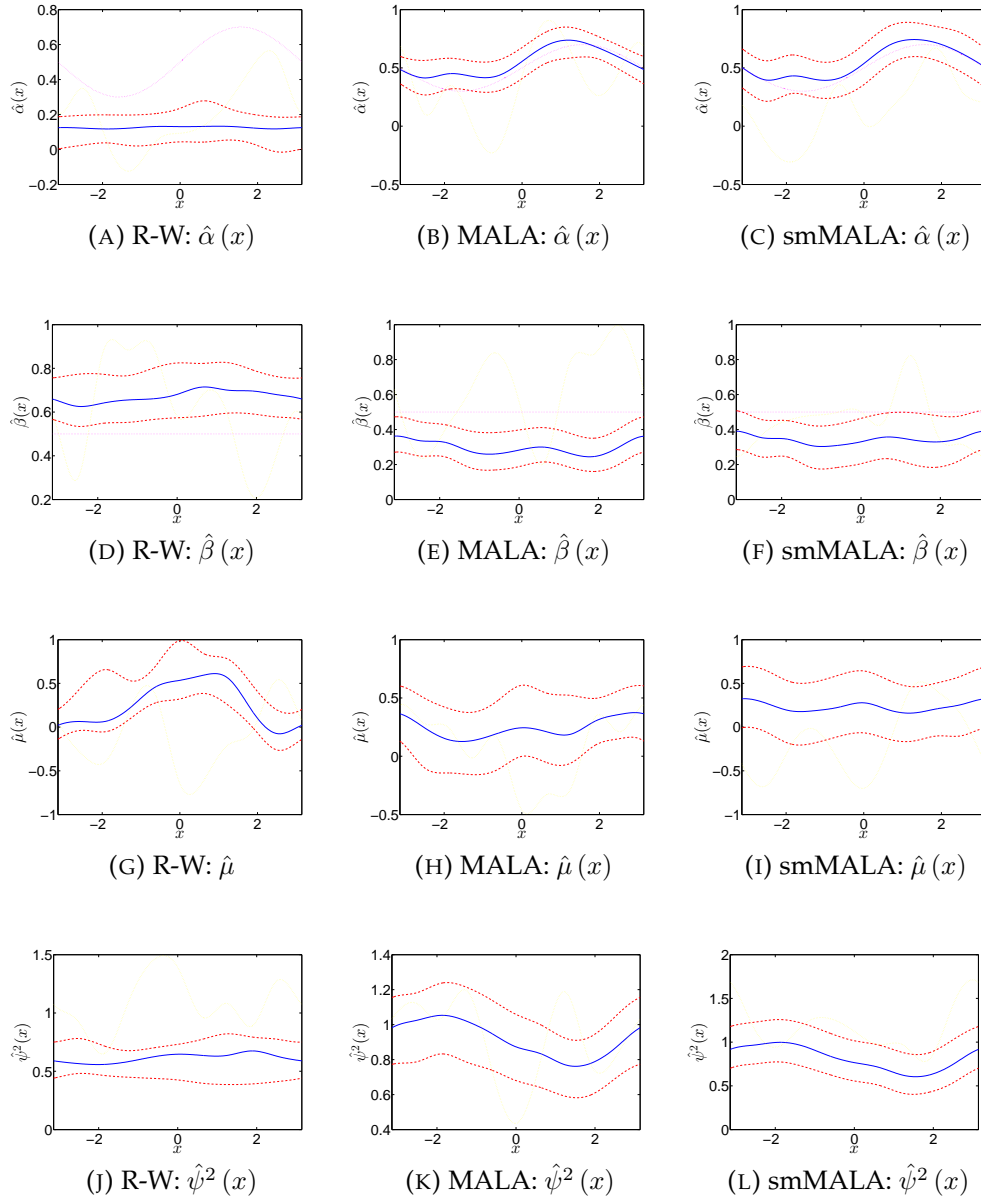 0.8
0.6
0.4
0.2
0
−0.2
α̂(x)
−2 0 2
x
(A) R-W: α̂ (x)
1
0.5
0
−0.5
α̂(x)
−2 0 2
x
(B) MALA: α̂ (x)
1
0.5
0
−0.5
α̂(x)
−2 0 2
x
(C) smMALA: α̂ (x)
1
0.8
0.6
0.4
0.2
β̂(x)
−2 0 2
x
(D) R-W: β̂ (x)
1
0.8
0.6
0.4
0.2
0
β̂(x)
−2 0 2
x
(E) MALA: β̂ (x)
1
0.8
0.6
0.4
0.2
0
β̂(x)
−2 0 2
x
(F) smMALA: β̂ (x)
1
0.5
0
−0.5
−1
μ̂(x)
−2 0 2
x
(G) R-W: μ̂
1
0.5
0
−0.5
μ̂(x)
−2 0 2
x
(H) MALA: μ̂ (x)
1
0.5
0
−0.5
−1
μ̂(x)
−2 0 2
x
(I) smMALA: μ̂ (x)
1.5
1
0.5
0
ψ̂²(x)
−2 0 2
x
(J) R-W: ψ̂² (x)
1.4
1.2
1
0.8
0.6
0.4
ψ̂²(x)
−2 0 2
x
(K) MALA: ψ̂² (x)
2
1.5
1
0.5
0
ψ̂²(x)
−2 0 2
x
(L) smMALA: ψ̂² (x)